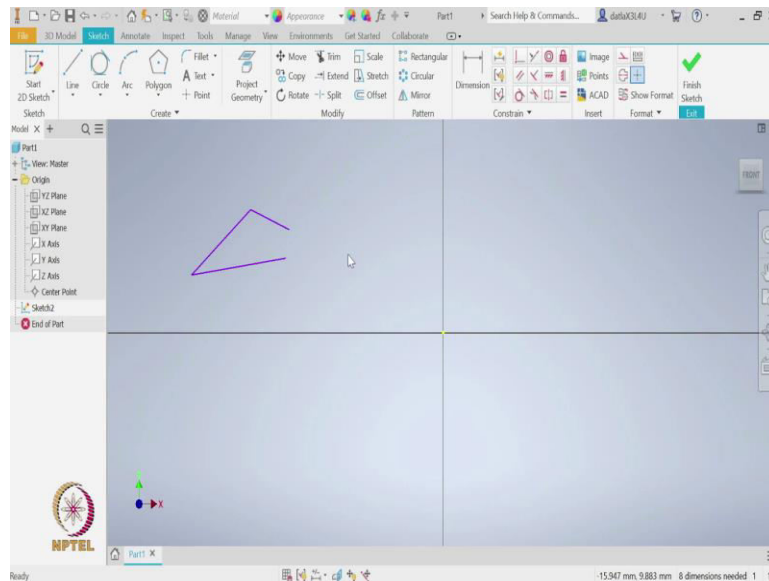 Material Appearance Part1 Search Help & Commands... datlaX3L4U
File 3D Model Sketch Annotate Inspect Tools Manage View Environments Get Started Collaborate
Start
2D Sketch
Line Circle Arc Polygon
Fillet
Text
Point
Project
Geometry
Move Trim Scale
Copy Extend Stretch
Rotate Split Offset
Rectangular
Circular
Mirror
Dimension
Image
Points
ACAD
Show Format
Finish
Sketch
Sketch Create Modify Pattern Constrain Insert Format Exit
Model
Part1
View: Master
Origin
YZ Plane
XZ Plane
XY Plane
X Axis
Y Axis
Z Axis
Center Point
Sketch2
End of Part
FRONT
X
NPTEL
Part1
Ready
-15.947 mm, 9.883 mm 8 dimensions needed 1